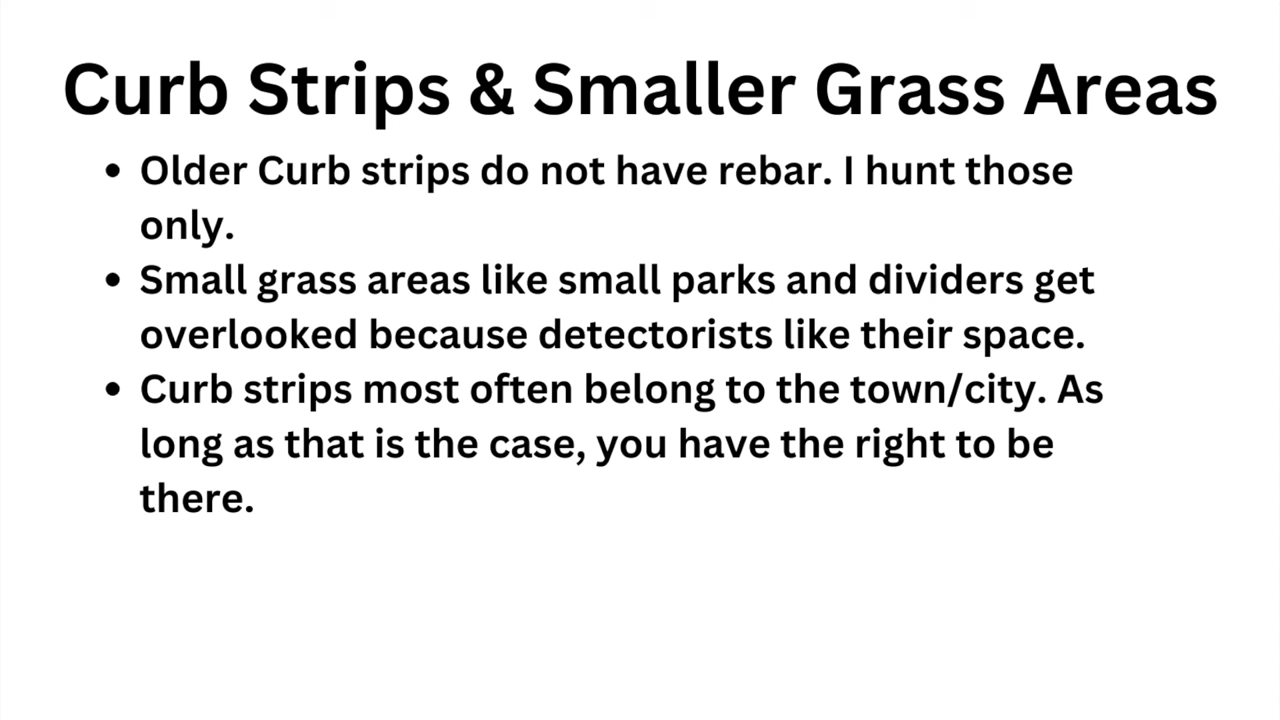 Curb Strips & Smaller Grass Areas
• Older Curb strips do not have rebar. I hunt those
only.
• Small grass areas like small parks and dividers get
overlooked because detectorists like their space.
• Curb strips most often belong to the town/city. As
long as that is the case, you have the right to be
there.